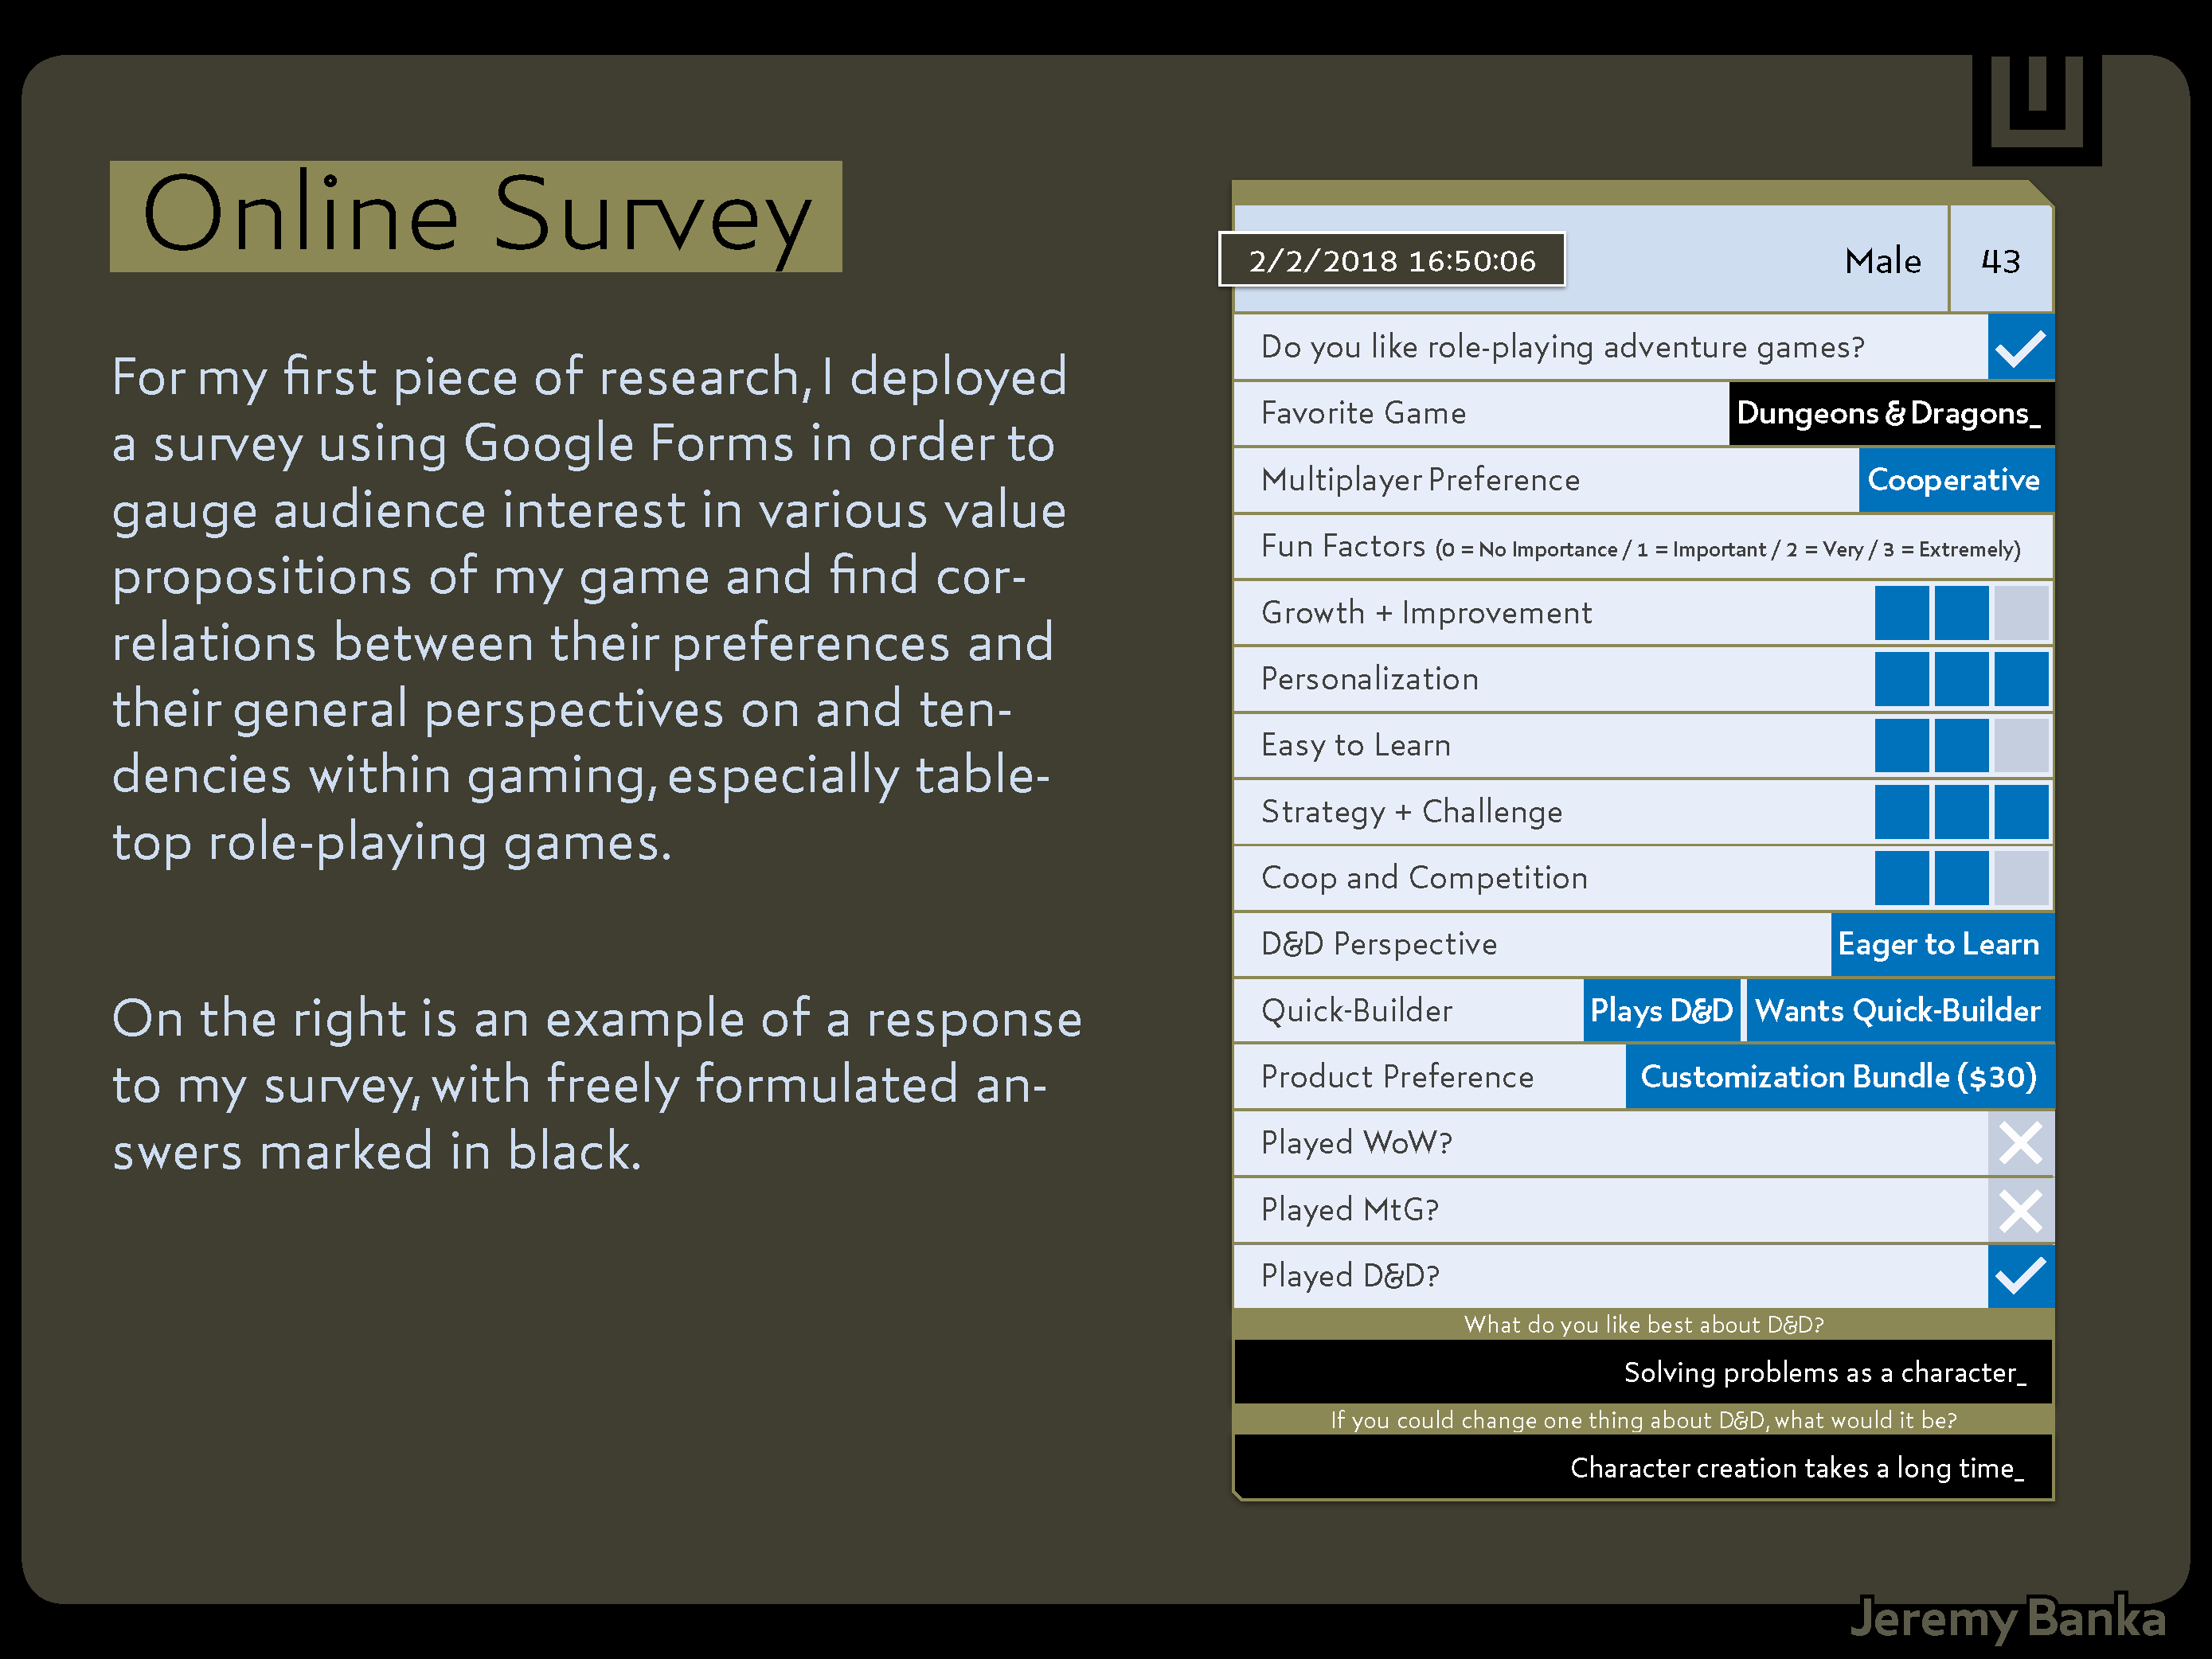 Online Survey
For my first piece of research, I deployed
a survey using Google Forms in order to
gauge audience interest in various value
propositions of my game and find cor-
relations between their preferences and
their general perspectives on and ten-
dencies within gaming, especially table-
top role-playing games.
On the right is an example of a response
to my survey, with freely formulated an-
swers marked in black.
2/2/2018 16:50:06 Male 43
Do you like role-playing adventure games?
Favorite Game Dungeons & Dragons_
Multiplayer Preference Cooperative
Fun Factors (0 = No Importance / 1 = Important / 2 = Very / 3 = Extremely)
Growth + Improvement
Personalization
Easy to Learn
Strategy + Challenge
Coop and Competition
D&D Perspective Eager to Learn
Quick-Builder Plays D&D Wants Quick-Builder
Product Preference Customization Bundle ($30)
Played WoW?
Played MtG?
Played D&D?
What do you like best about D&D?
Solving problems as a character_
If you could change one thing about D&D, what would it be?
Character creation takes a long time_
Jeremy Banka